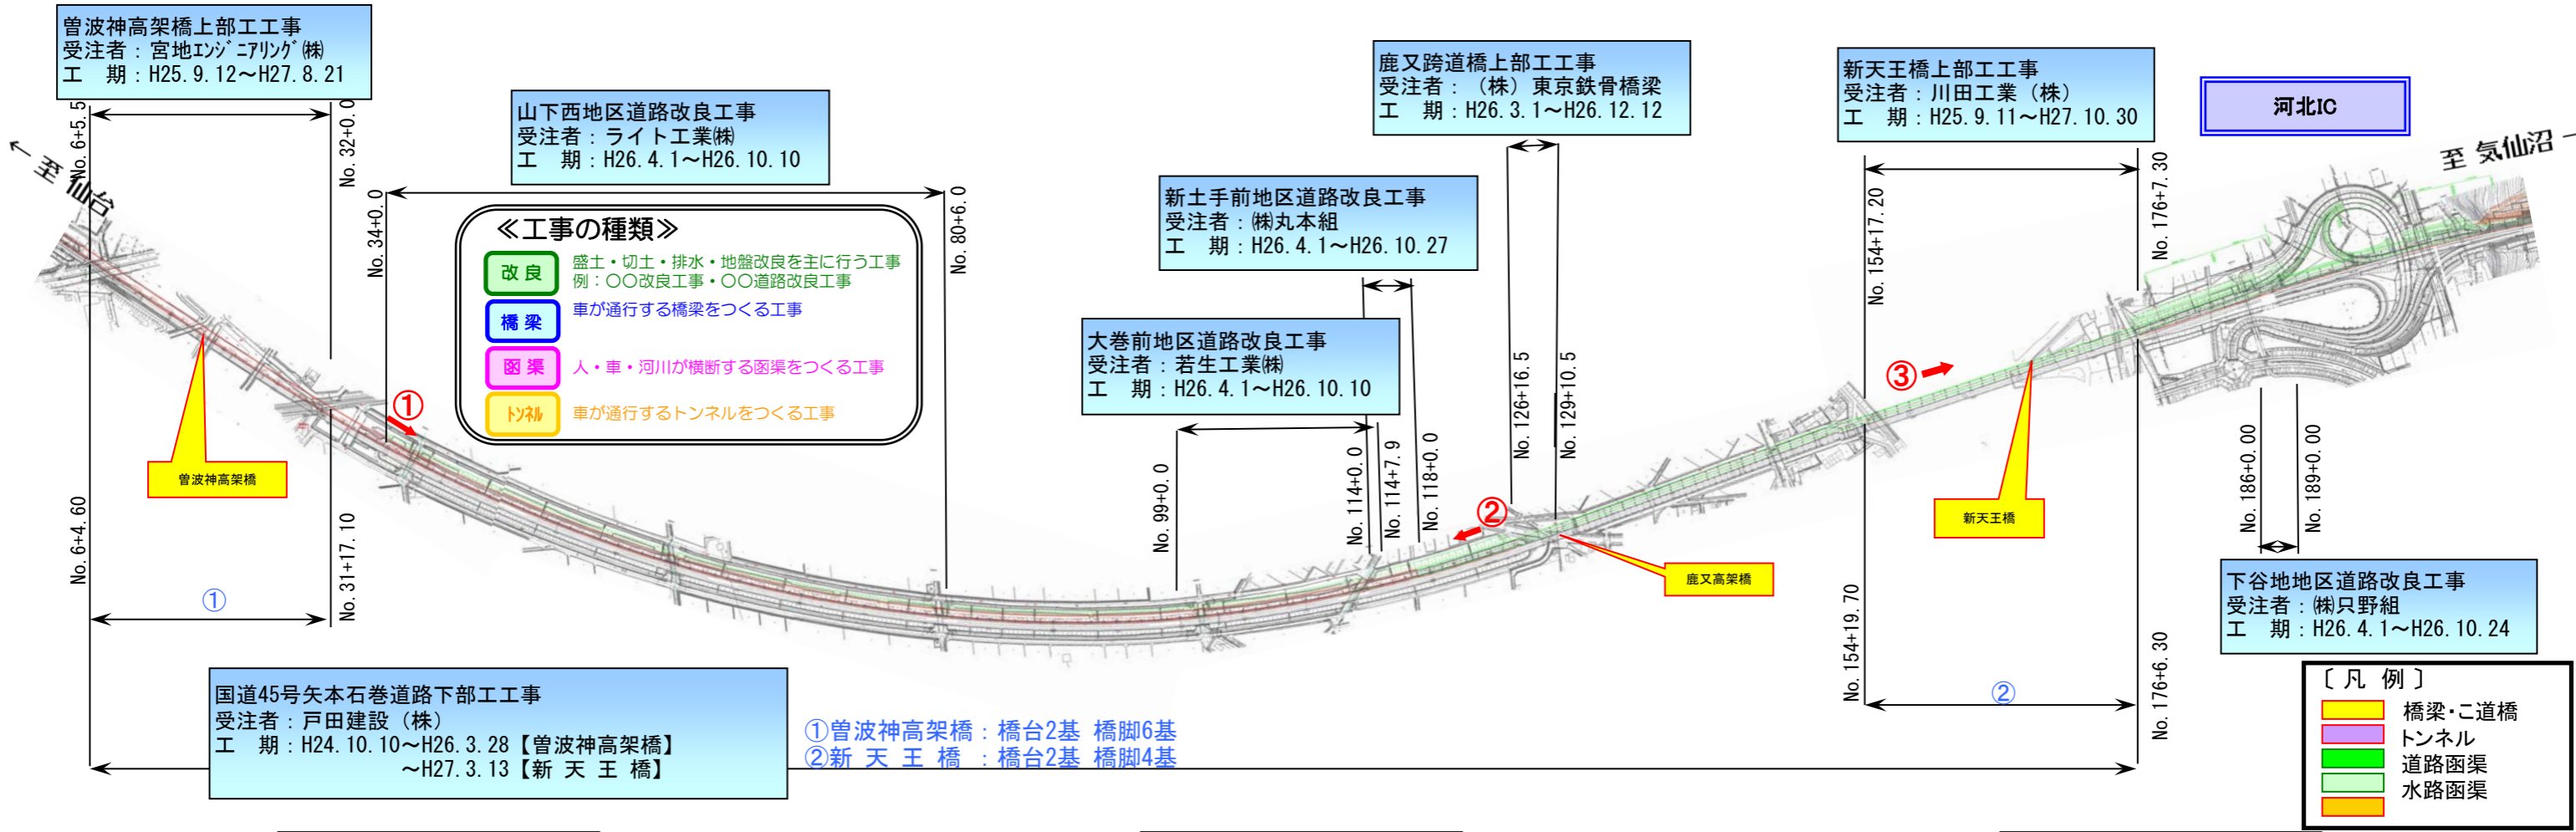 曽波神高架橋上部工工事
受注者：宮地エンジニアリング㈱
工　期：H25.9.12～H27.8.21
山下西地区道路改良工事
受注者：ライト工業㈱
工　期：H26.4.1～H26.10.10
鹿又跨道橋上部工工事
受注者：（株）東京鉄骨橋梁
工　期：H26.3.1～H26.12.12
新天王橋上部工工事
受注者：川田工業（株）
工　期：H25.9.11～H27.10.30
河北IC
新土手前地区道路改良工事
受注者：㈱丸本組
工　期：H26.4.1～H26.10.27
大巻前地区道路改良工事
受注者：若生工業㈱
工　期：H26.4.1～H26.10.10
← 至 仙台
至 気仙沼 →
No.6+5.5
No.32+0.0
No.34+0.0
No.80+6.0
No.99+0.0
No.114+0.0
No.114+7.9
No.118+0.0
No.126+16.5
No.129+10.5
No.154+17.20
No.176+7.30
No.186+0.00
No.189+0.00
No.6+4.60
No.31+17.10
No.154+19.70
No.176+6.30
≪工事の種類≫
改良
盛土・切土・排水・地盤改良を主に行う工事
例：〇〇改良工事・〇〇道路改良工事
橋梁
車が通行する橋梁をつくる工事
函渠
人・車・河川が横断する函渠をつくる工事
トンネル
車が通行するトンネルをつくる工事
①
②
③
曽波神高架橋
鹿又高架橋
新天王橋
①
②
下谷地地区道路改良工事
受注者：㈱只野組
工　期：H26.4.1～H26.10.24
国道45号矢本石巻道路下部工工事
受注者：戸田建設（株）
工　期：H24.10.10～H26.3.28【曽波神高架橋】
～H27.3.13【新 天 王 橋】
①曽波神高架橋：橋台2基 橋脚6基
②新 天 王 橋 ：橋台2基 橋脚4基
〔 凡 例 〕
橋梁・こ道橋
トンネル
道路函渠
水路函渠